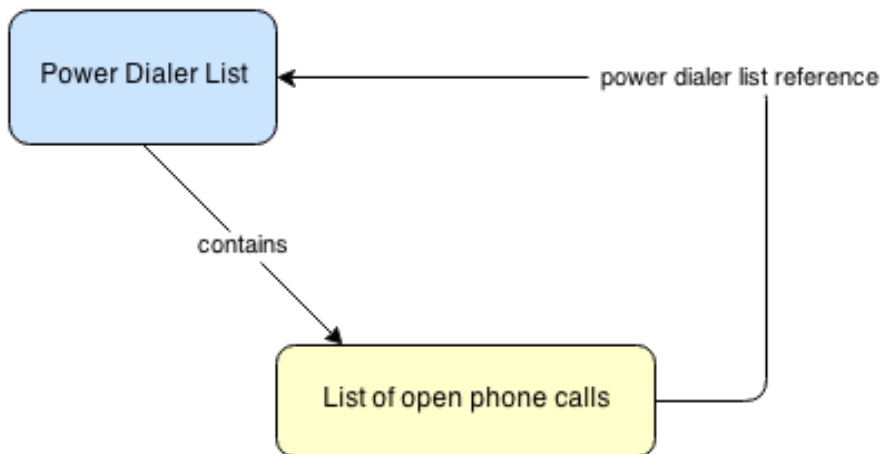 Power Dialer List
power dialer list reference
contains
List of open phone calls